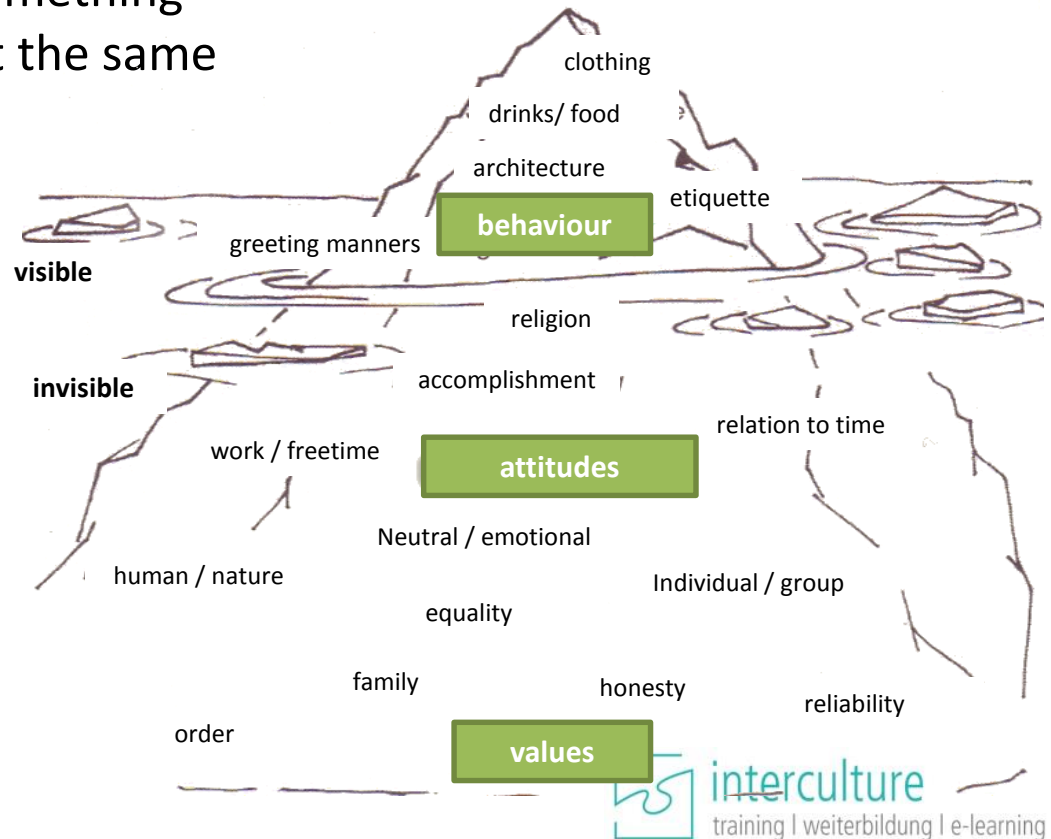 mething
t the same
clothing
drinks/ food
architecture
etiquette
behaviour
greeting manners
visible
religion
accomplishment
invisible
relation to time
work / freetime
attitudes
Neutral / emotional
human / nature
Individual / group
equality
family
honesty
reliability
order
values
interculture
training | weiterbildung | e-learning